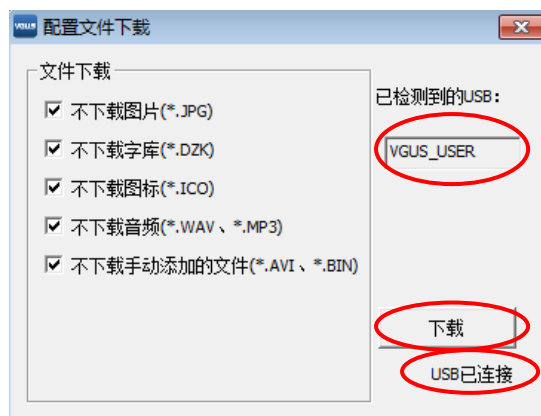 VGUS 配置文件下载
文件下载
已检测到的USB：
不下载图片(*.JPG)
VGUS_USER
不下载字库(*.DZK)
不下载图标(*.ICO)
不下载音频(*.WAV、*.MP3)
不下载手动添加的文件(*.AVI、*.BIN)
下载
USB已连接